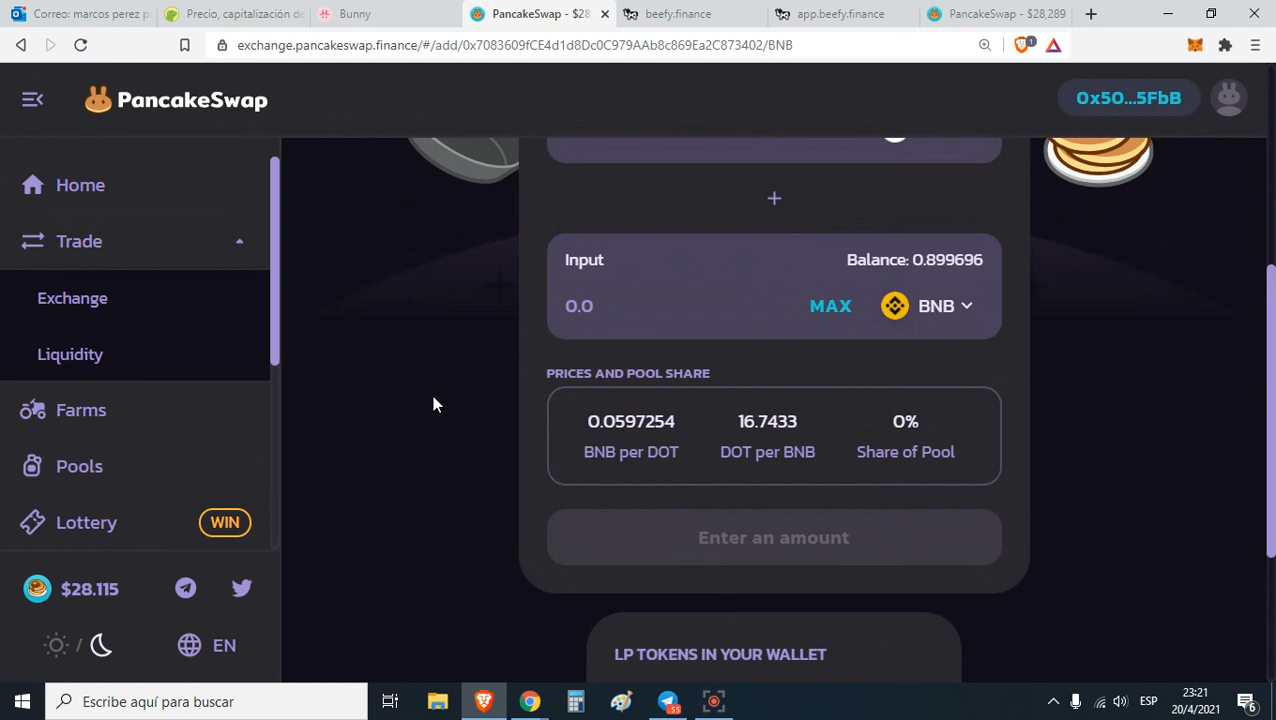 Correo: marcos perez p
Precio, capitalización de
Bunny
PancakeSwap - $28
beefy.finance
app.beefy.finance
PancakeSwap - $28,289
exchange.pancakeswap.finance/#/add/0x7083609fCE4d1d8Dc0C979AAb8c869Ea2C873402/BNB
1
PancakeSwap
0x50...5FbB
Home
Trade
Exchange
Liquidity
Farms
Pools
Lottery
WIN
$28.115
EN
Input
Balance: 0.899696
0.0
MAX
BNB
PRICES AND POOL SHARE
0.0597254
16.7433
0%
BNB per DOT
DOT per BNB
Share of Pool
Enter an amount
LP TOKENS IN YOUR WALLET
Escribe aquí para buscar
55
ESP
23:21
20/4/2021
6